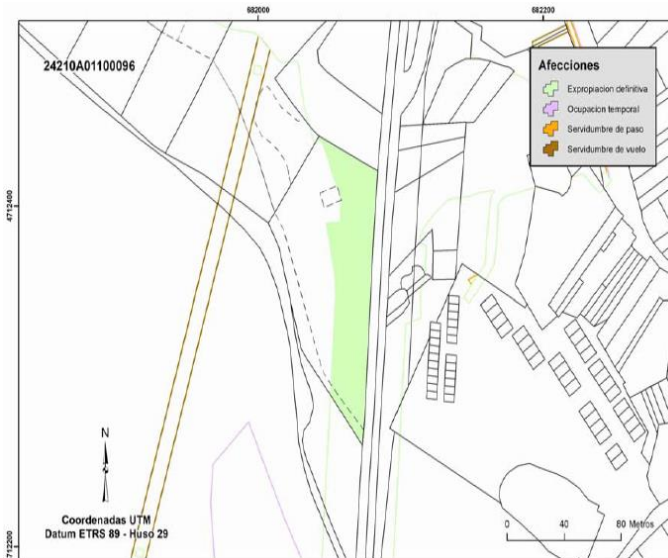 682000
682200
24210A01100096
Afecciones
Expropiacion definitiva
Ocupacion temporal
Servidumbre de paso
Servidumbre de vuelo
4712400
N
Coordenadas UTM
Datum ETRS 89 - Huso 29
0 40 80 Metros
712200